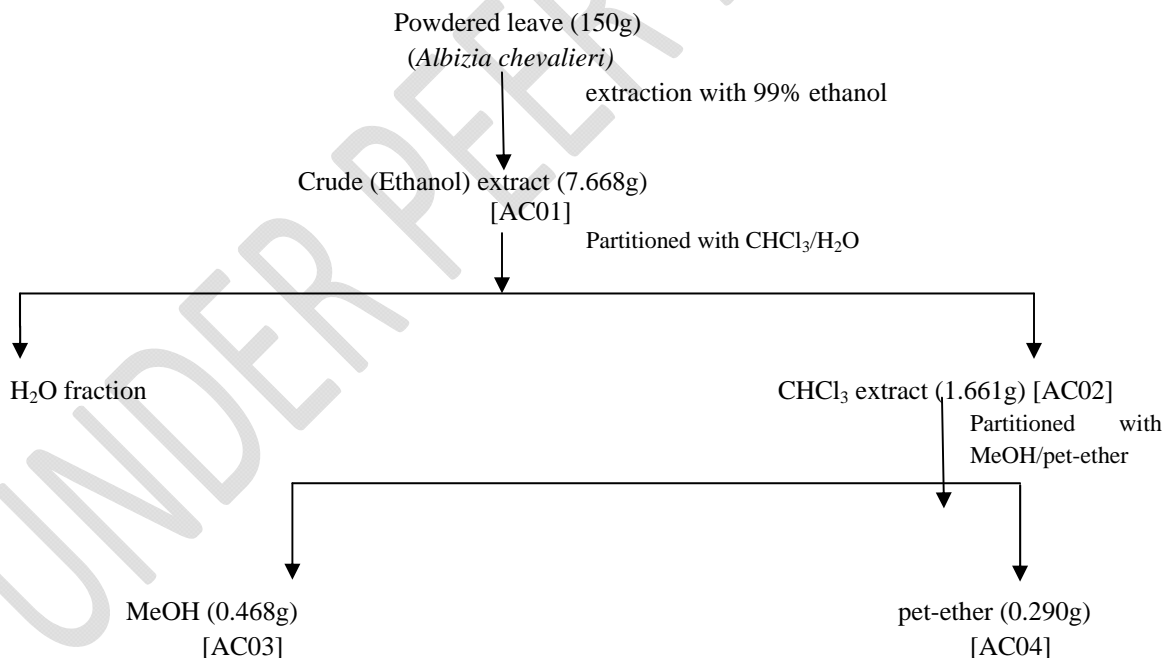 Powdered leave (150g)
(Albizia chevalieri)
extraction with 99% ethanol
Crude (Ethanol) extract (7.668g)
[AC01]
Partitioned with CHCl₃/H₂O
H₂O fraction
CHCl₃ extract (1.661g) [AC02]
Partitioned with
MeOH/pet-ether
MeOH (0.468g)
[AC03]
pet-ether (0.290g)
[AC04]
UNDER PEER